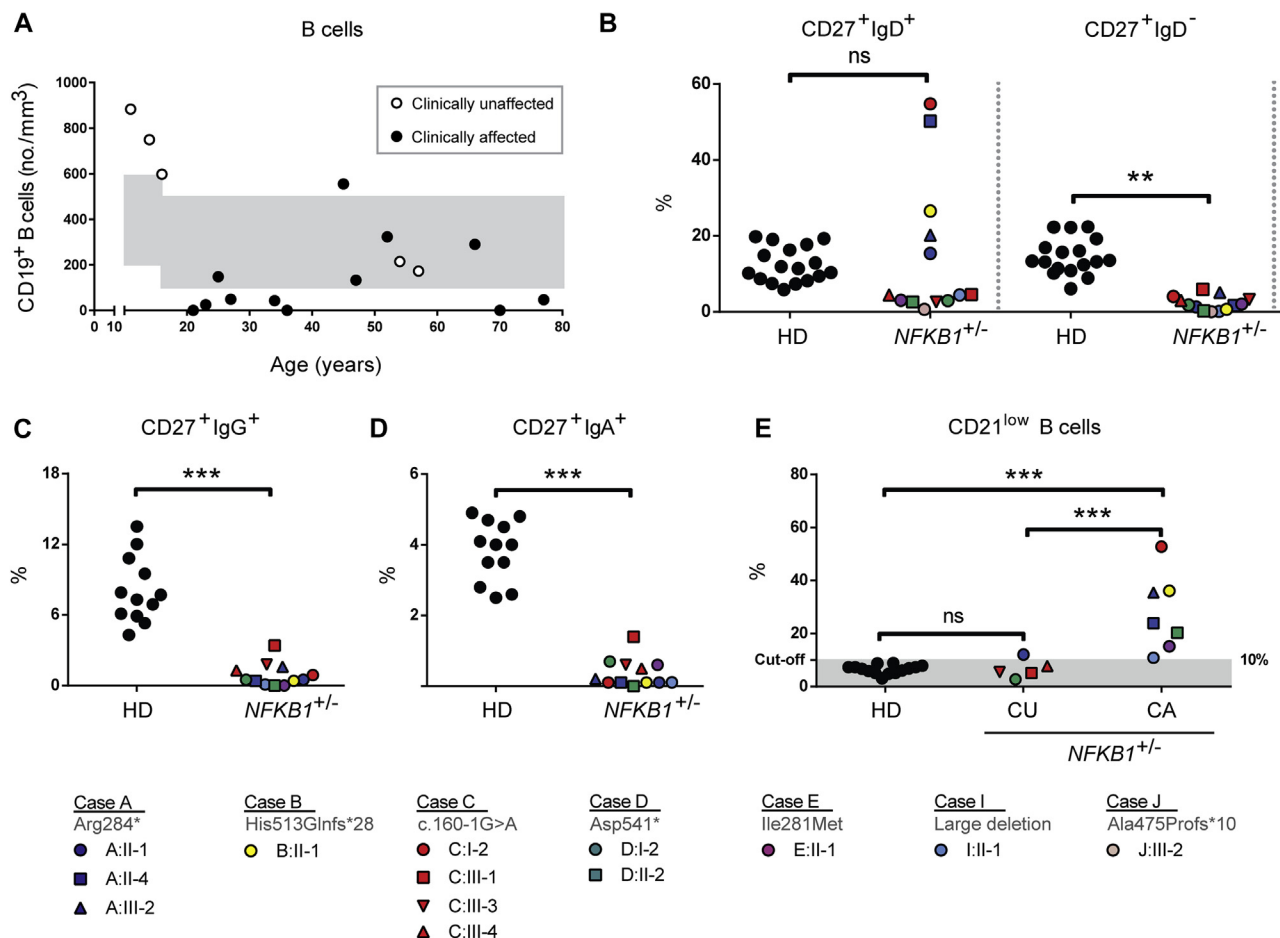 A
B cells
CD19+ B cells (no./mm3)
1000
800
600
400
200
0
0 10 20 30 40 50 60 70 80
Age (years)
Clinically unaffected
Clinically affected
B
CD27+IgD+
CD27+IgD-
ns
**
%
60
40
20
0
HD NFKB1+/- HD NFKB1+/-
C
CD27+IgG+
***
%
18
12
6
0
HD NFKB1+/-
D
CD27+IgA+
***
%
6
4
2
0
HD NFKB1+/-
E
CD21low B cells
***
***
ns
%
80
60
40
20
0
Cut-off
10%
HD CU CA
NFKB1+/-
Case A
Arg284*
A:II-1
A:II-4
A:III-2
Case B
His513Glnfs*28
B:II-1
Case C
c.160-1G>A
C:I-2
C:III-1
C:III-3
C:III-4
Case D
Asp541*
D:I-2
D:II-2
Case E
Ile281Met
E:II-1
Case I
Large deletion
I:II-1
Case J
Ala475Profs*10
J:III-2